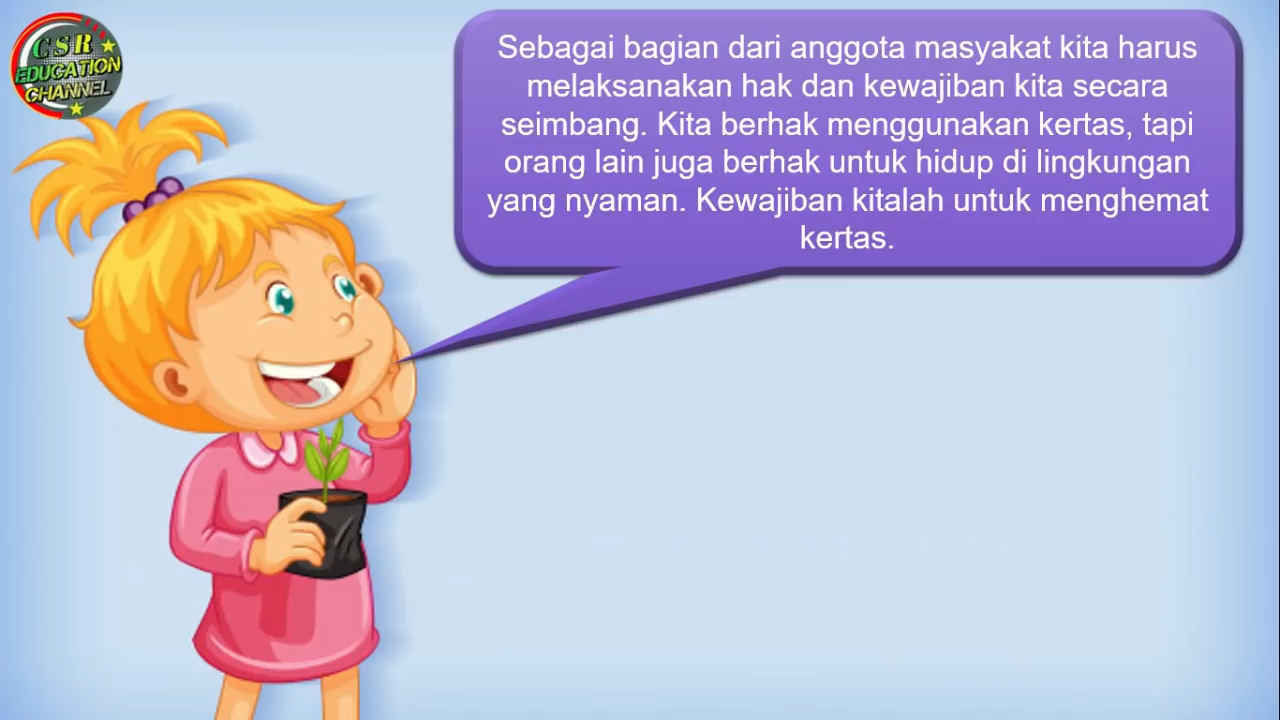 CSR
EDUCATION
CHANNEL
Sebagai bagian dari anggota masyakat kita harus
melaksanakan hak dan kewajiban kita secara
seimbang. Kita berhak menggunakan kertas, tapi
orang lain juga berhak untuk hidup di lingkungan
yang nyaman. Kewajiban kitalah untuk menghemat
kertas.